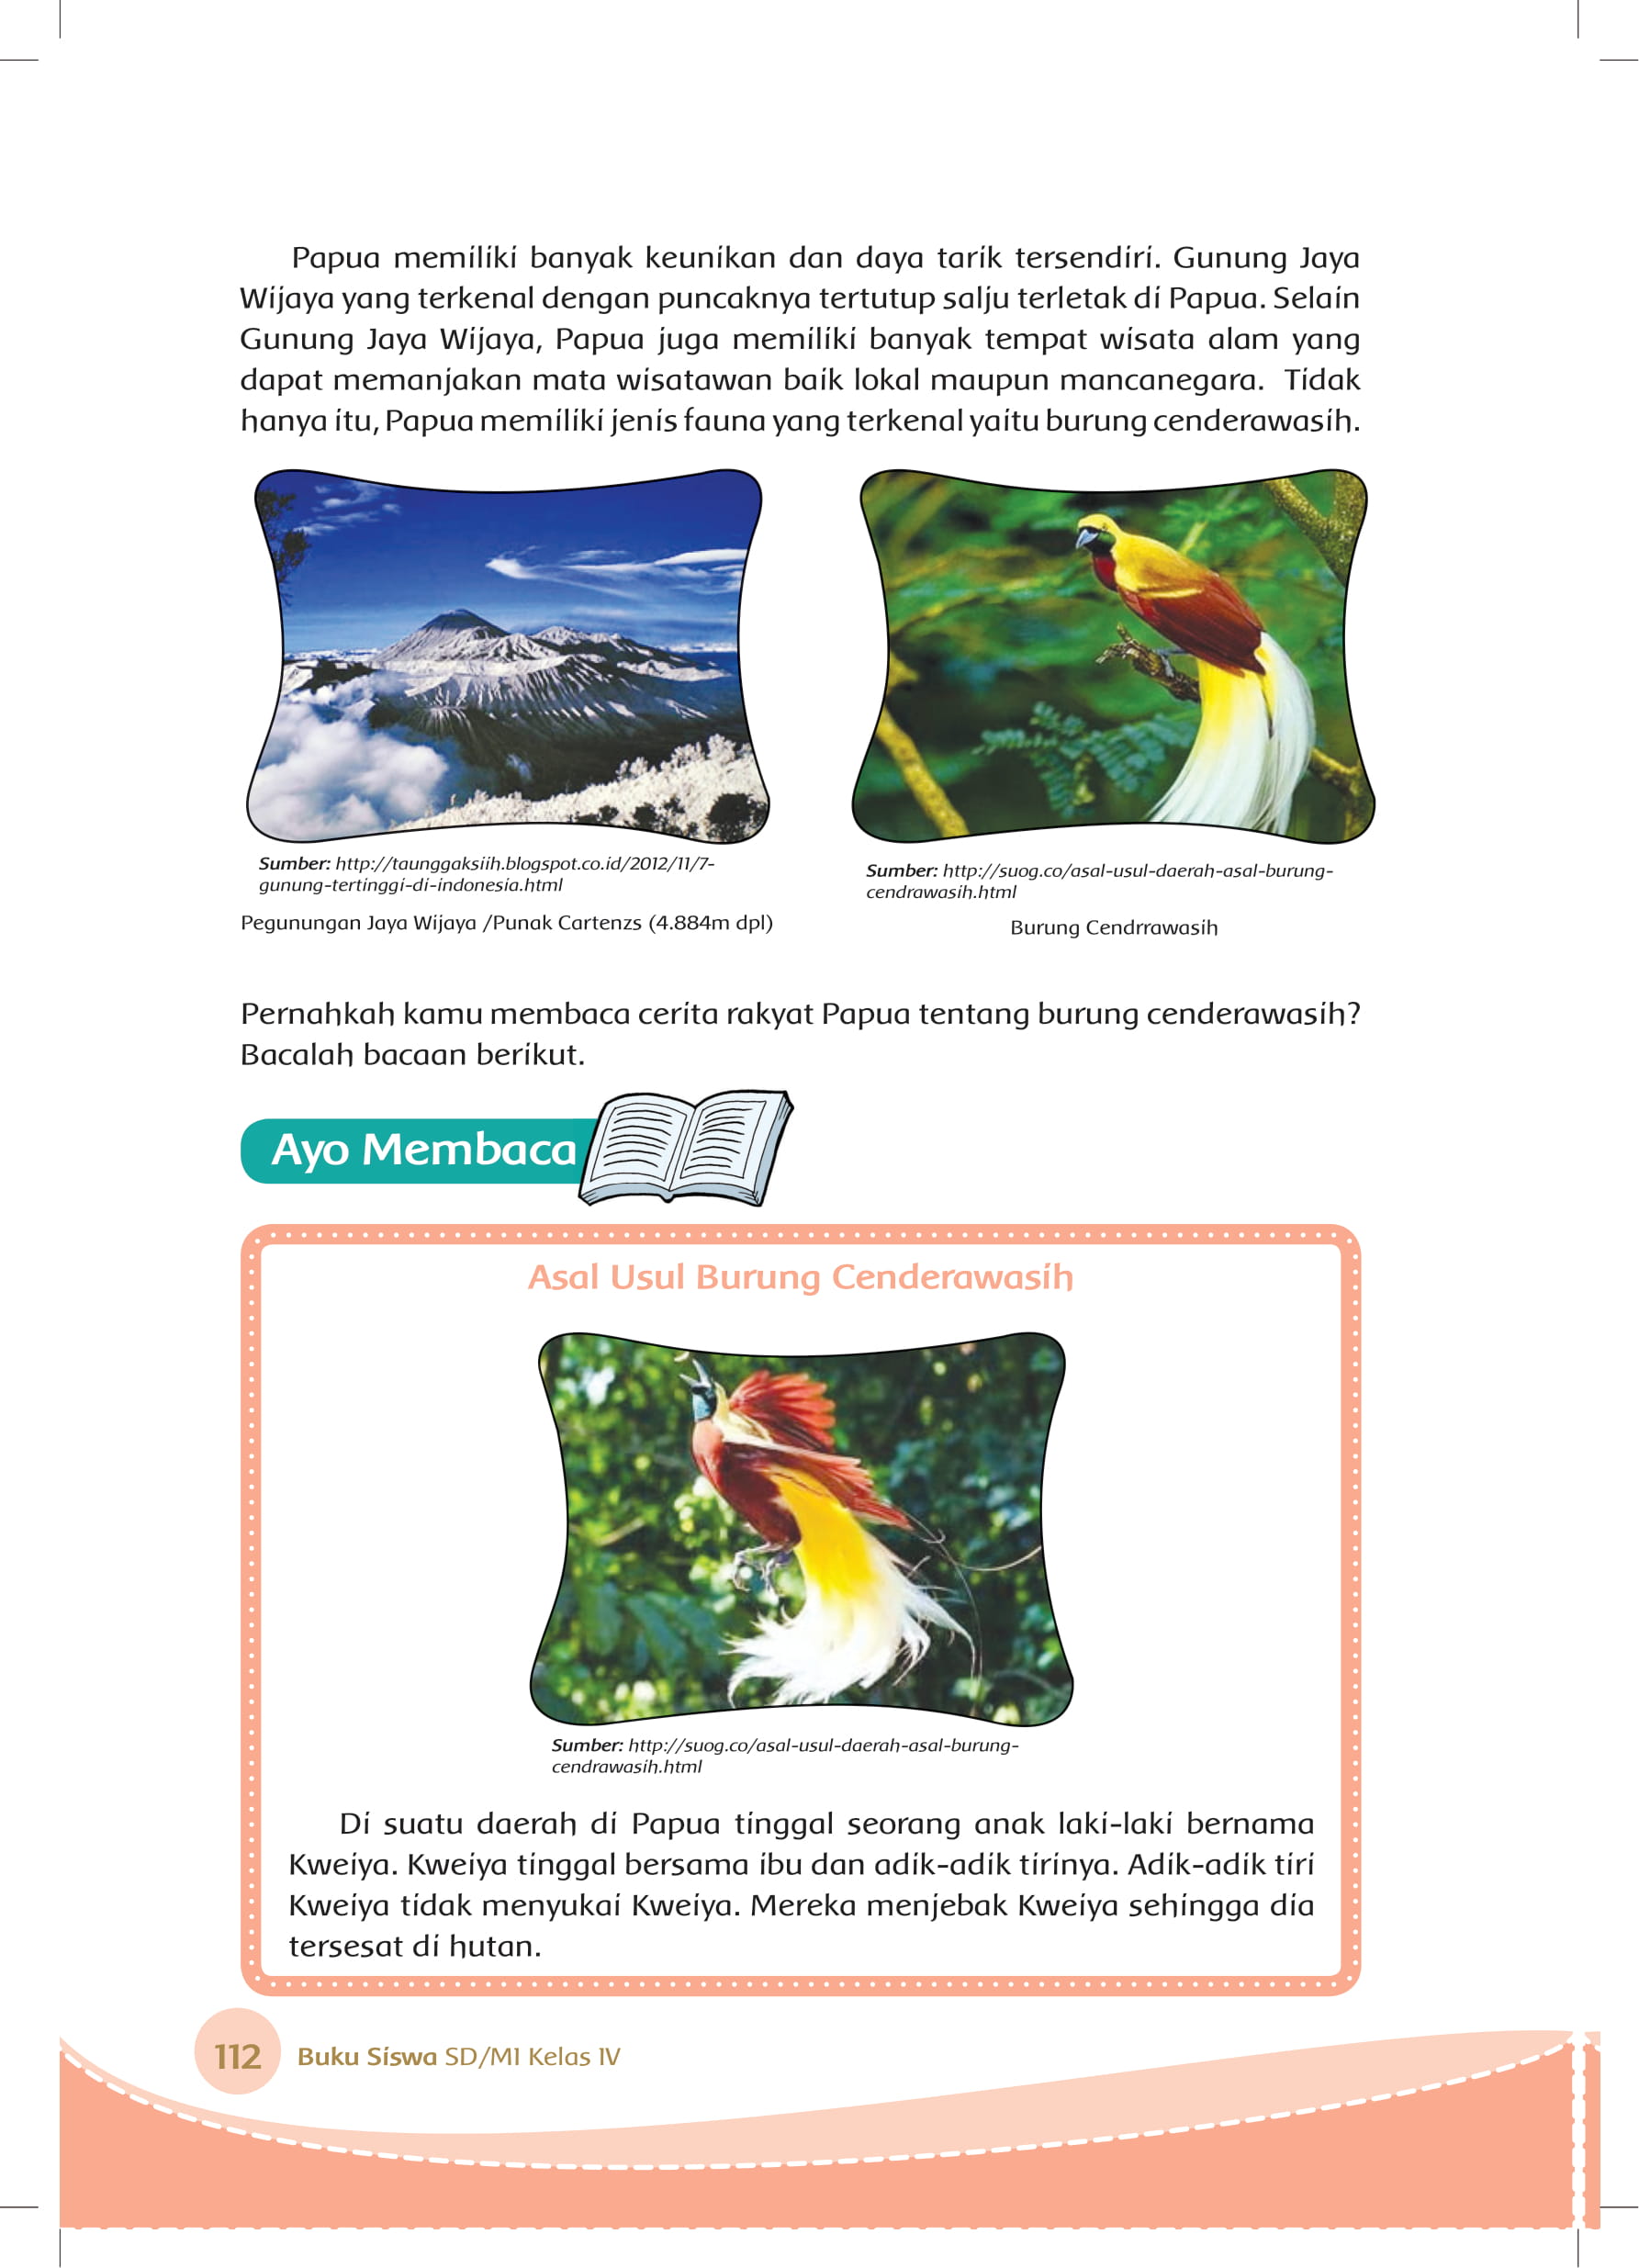 Papua memiliki banyak keunikan dan daya tarik tersendiri. Gunung Jaya
Wijaya yang terkenal dengan puncaknya tertutup salju terletak di Papua. Selain
Gunung Jaya Wijaya, Papua juga memiliki banyak tempat wisata alam yang
dapat memanjakan mata wisatawan baik lokal maupun mancanegara. Tidak
hanya itu, Papua memiliki jenis fauna yang terkenal yaitu burung cenderawasih.
Sumber: http://taunggaksiih.blogspot.co.id/2012/11/7-
gunung-tertinggi-di-indonesia.html
Pegunungan Jaya Wijaya /Punak Cartenzs (4.884m dpl)
Sumber: http://suog.co/asal-usul-daerah-asal-burung-
cendrawasih.html
Burung Cendrrawasih
Pernahkah kamu membaca cerita rakyat Papua tentang burung cenderawasih?
Bacalah bacaan berikut.
Ayo Membaca
Asal Usul Burung Cenderawasih
Sumber: http://suog.co/asal-usul-daerah-asal-burung-
cendrawasih.html
Di suatu daerah di Papua tinggal seorang anak laki-laki bernama
Kweiya. Kweiya tinggal bersama ibu dan adik-adik tirinya. Adik-adik tiri
Kweiya tidak menyukai Kweiya. Mereka menjebak Kweiya sehingga dia
tersesat di hutan.
112 Buku Siswa SD/MI Kelas IV